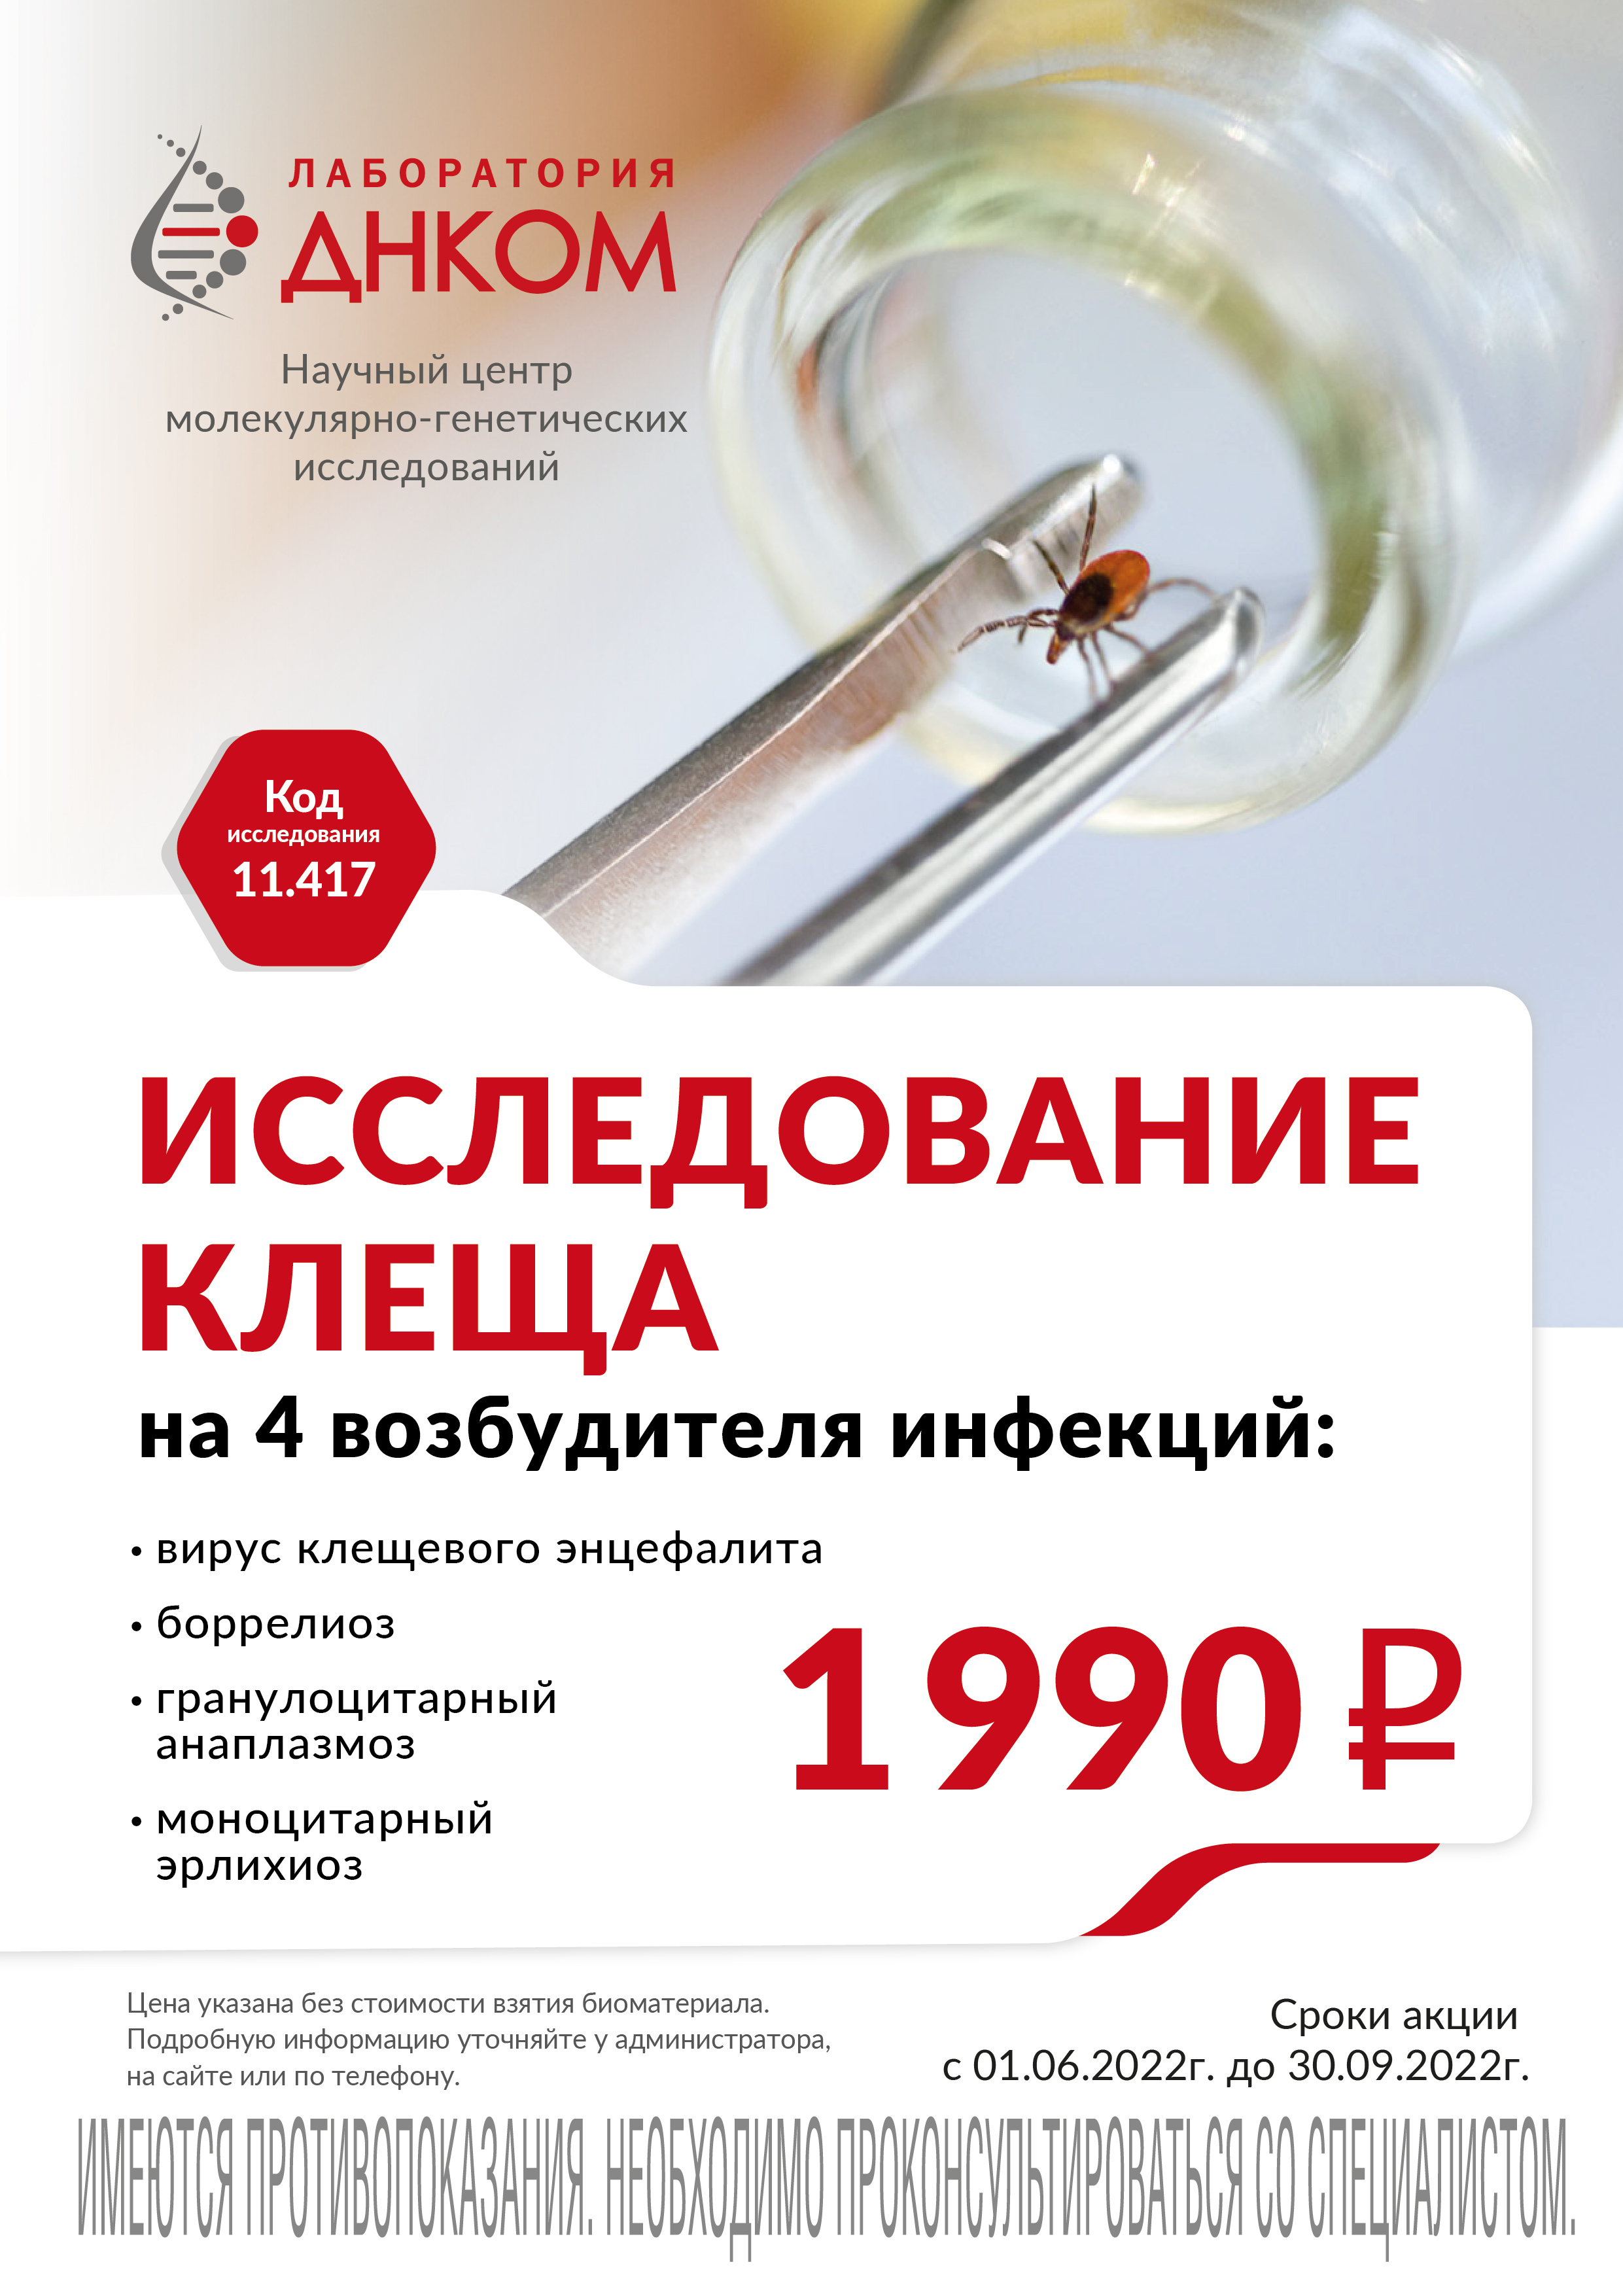 ЛАБОРАТОРИЯ
ДНКОМ
Научный центр
молекулярно-генетических
исследований
Код
исследования
11.417
ИССЛЕДОВАНИЕ
КЛЕЩА
на 4 возбудителя инфекций:
• вирус клещевого энцефалита
• боррелиоз
• гранулоцитарный
анаплазмоз
• моноцитарный
эрлихиоз
1 990 ₽
Цена указана без стоимости взятия биоматериала.
Подробную информацию уточняйте у администратора,
на сайте или по телефону.
Сроки акции
с 01.06.2022г. до 30.09.2022г.
ИМЕЮТСЯ ПРОТИВОПОКАЗАНИЯ. НЕОБХОДИМО ПРОКОНСУЛЬТИРОВАТЬСЯ СО СПЕЦИАЛИСТОМ.